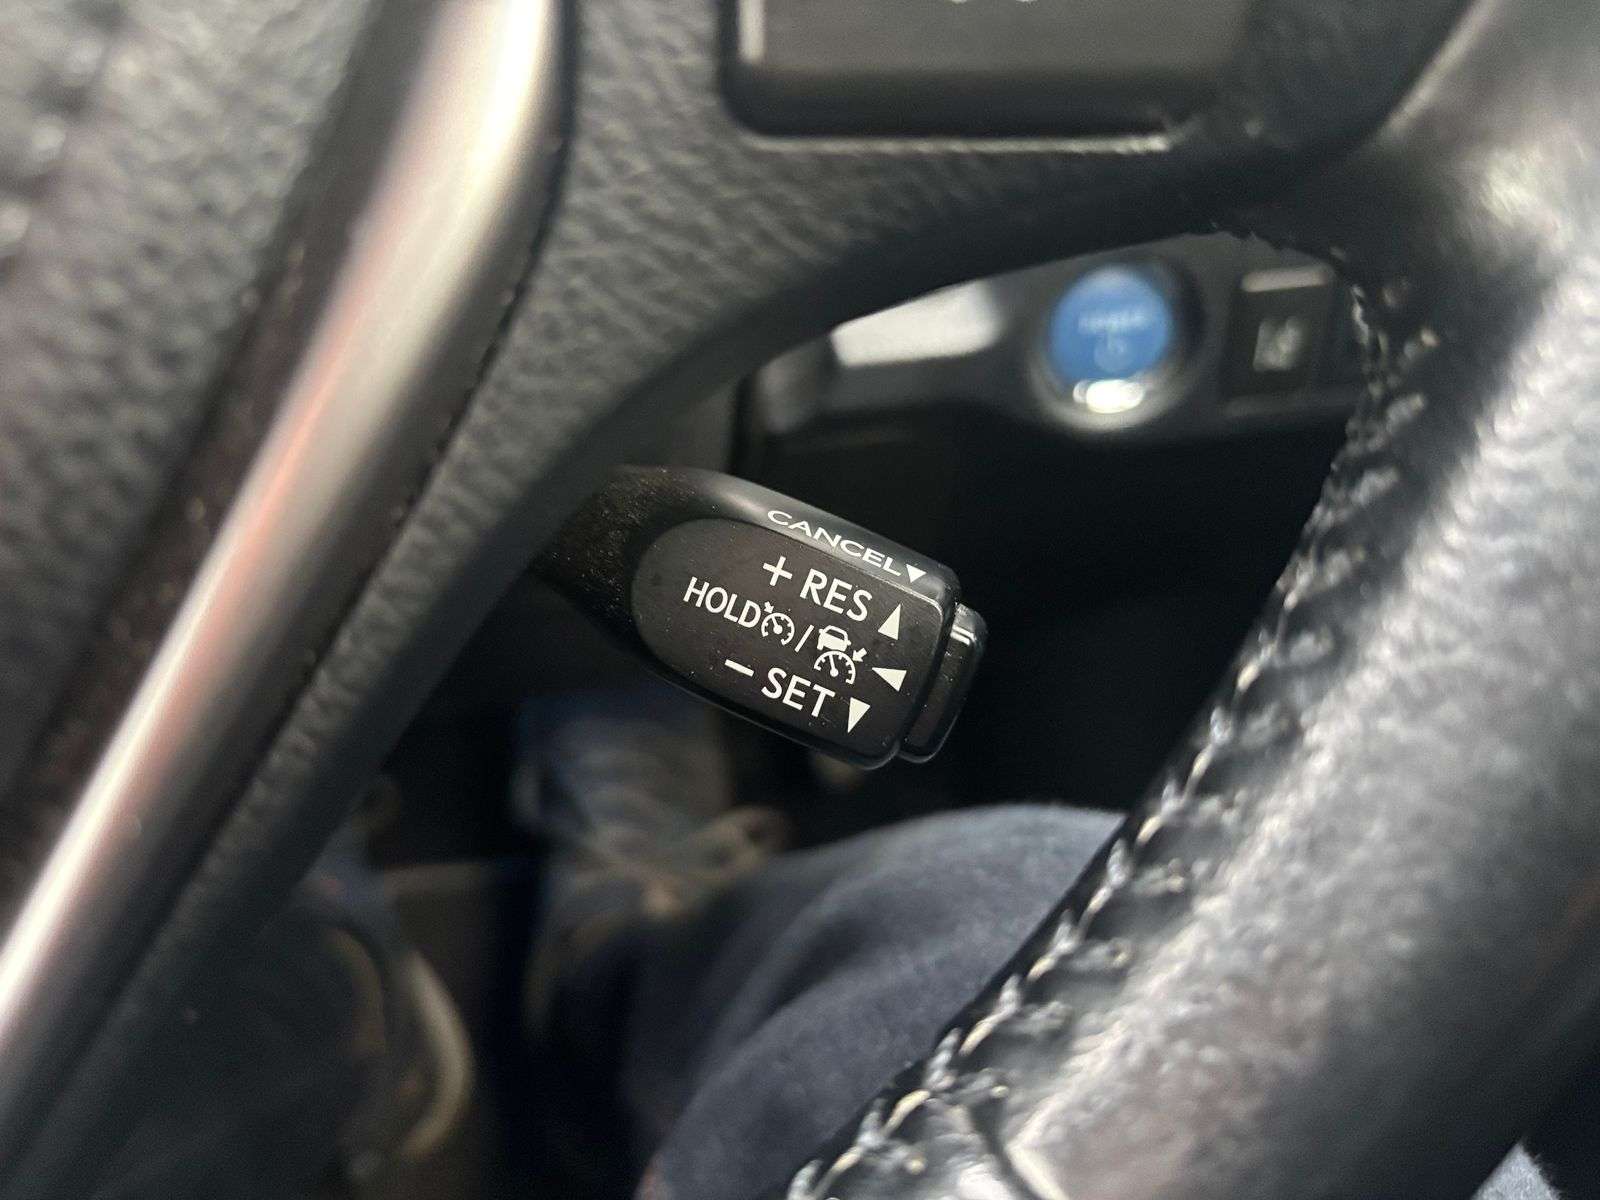 CANCEL▼
+ RES ▲
HOLD / ◀
− SET ▼